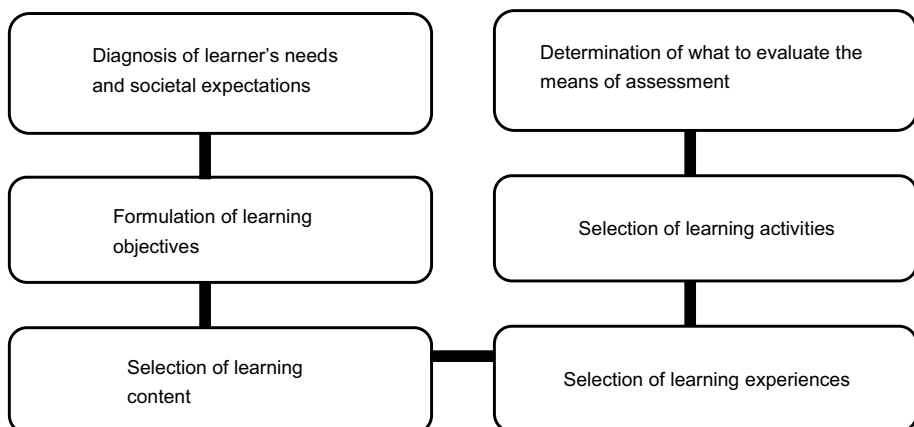 Diagnosis of learner’s needs
and societal expectations
Formulation of learning
objectives
Selection of learning
content
Determination of what to evaluate the
means of assessment
Selection of learning activities
Selection of learning experiences